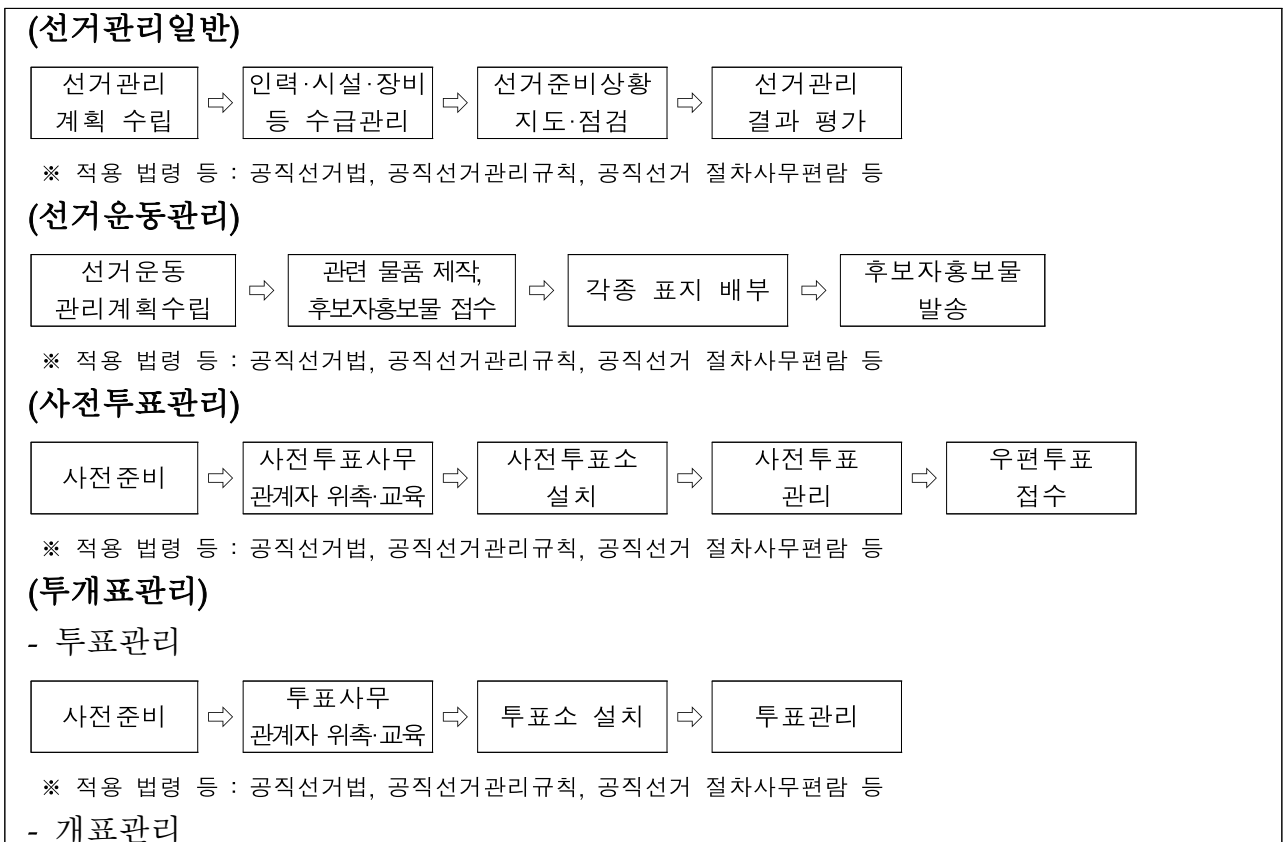 (선거관리일반)
선거관리
계획 수립
⇨
인력·시설·장비
등 수급관리
⇨
선거준비상황
지도·점검
⇨
선거관리
결과 평가
※ 적용 법령 등 : 공직선거법, 공직선거관리규칙, 공직선거 절차사무편람 등
(선거운동관리)
선거운동
관리계획수립
⇨
관련 물품 제작,
후보자홍보물 접수
⇨
각종 표지 배부
⇨
후보자홍보물
발송
※ 적용 법령 등 : 공직선거법, 공직선거관리규칙, 공직선거 절차사무편람 등
(사전투표관리)
사전준비
⇨
사전투표사무
관계자 위촉·교육
⇨
사전투표소
설치
⇨
사전투표
관리
⇨
우편투표
접수
※ 적용 법령 등 : 공직선거법, 공직선거관리규칙, 공직선거 절차사무편람 등
(투개표관리)
- 투표관리
사전준비
⇨
투표사무
관계자 위촉·교육
⇨
투표소 설치
⇨
투표관리
※ 적용 법령 등 : 공직선거법, 공직선거관리규칙, 공직선거 절차사무편람 등
- 개표관리